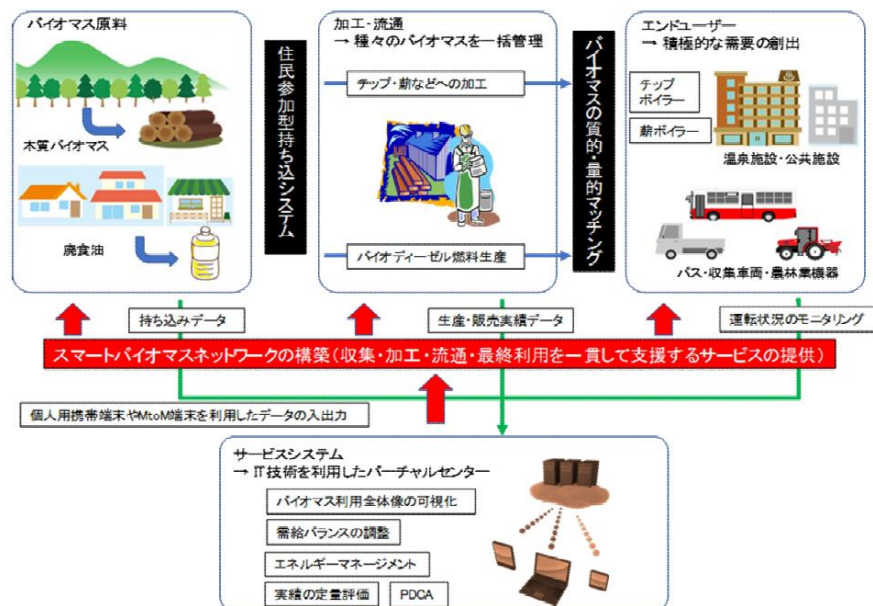 バイオマス原料
木質バイオマス
廃食油
住民参加型持ち込システム
加工・流通
→ 種々のバイオマスを一括管理
チップ・薪などへの加工
バイオディーゼル燃料生産
バイオマスの質的・量的マッチング
エンドユーザー
→ 積極的な需要の創出
チップ
ボイラー
薪ボイラー
温泉施設・公共施設
バス・収集車両・農林業機器
持ち込みデータ
生産・販売実績データ
運転状況のモニタリング
スマートバイオマスネットワークの構築(収集・加工・流通・最終利用を一貫して支援するサービスの提供)
個人用携帯端末やMtoM端末を利用したデータの入出力
サービスシステム
→ IT技術を利用したバーチャルセンター
バイオマス利用全体像の可視化
需給バランスの調整
エネルギーマネージメント
実績の定量評価
PDCA